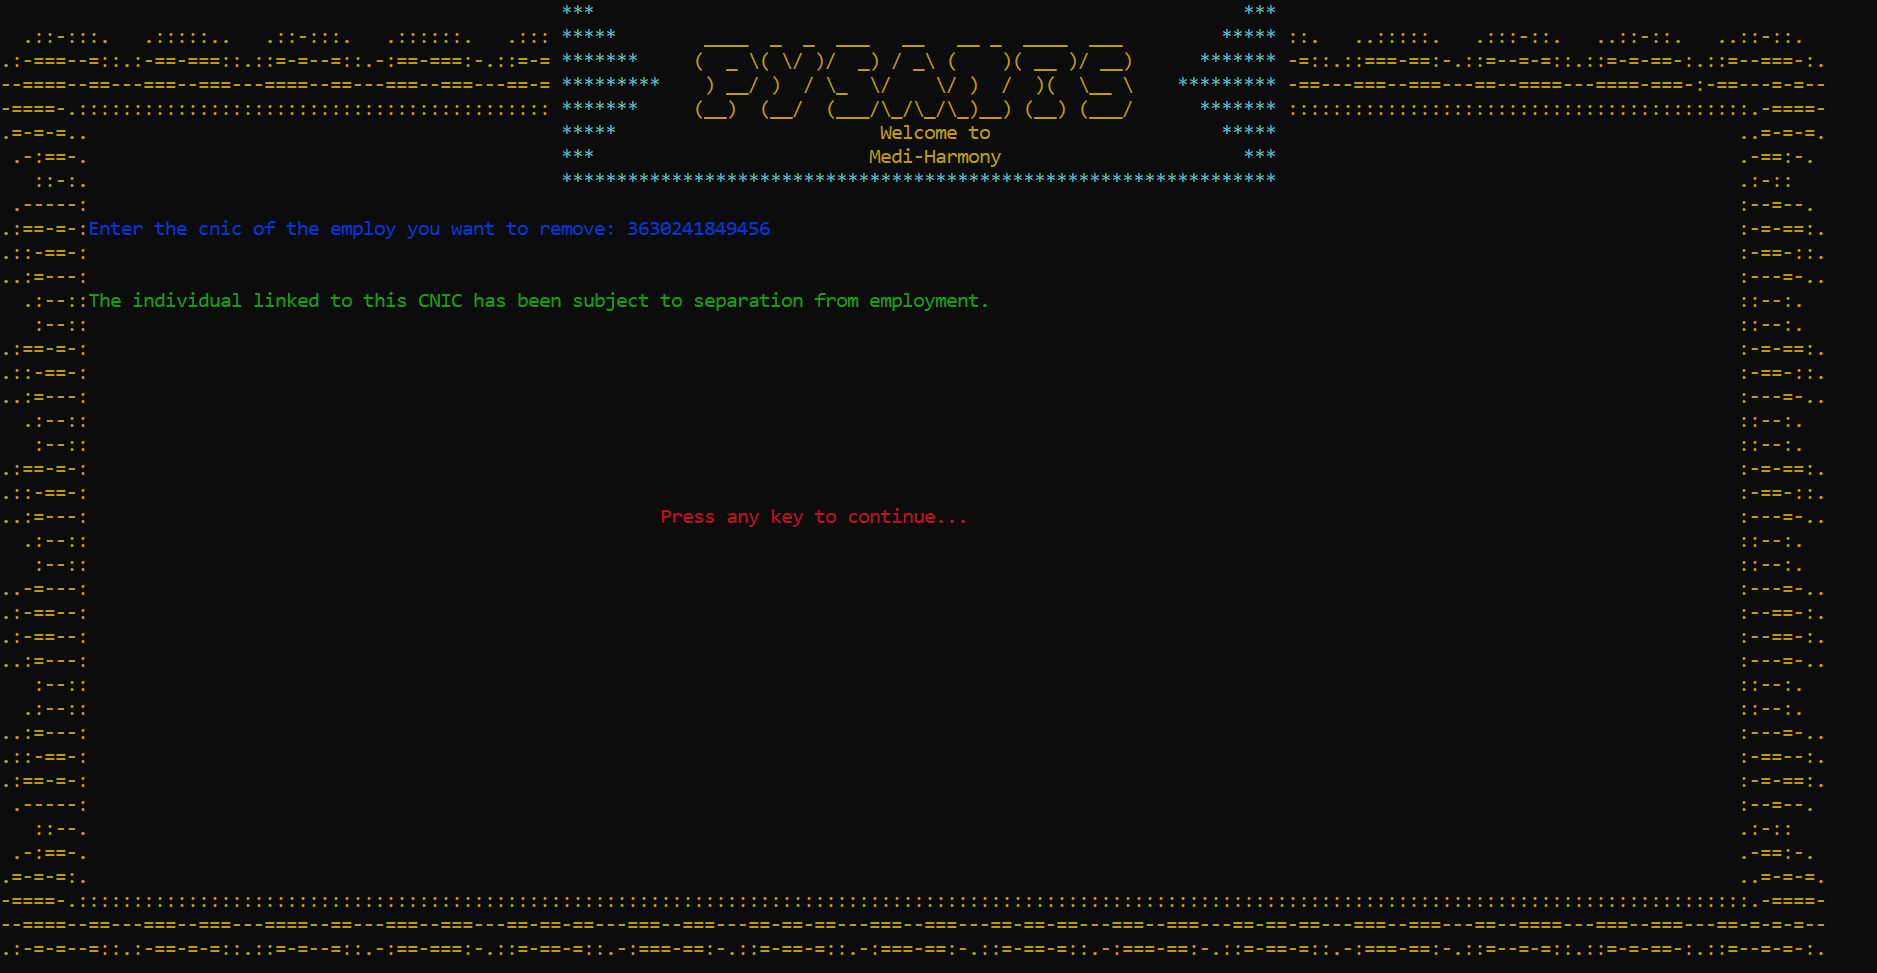 Welcome to
Medi-Harmony
Enter the cnic of the employ you want to remove: 3630241849456
The individual linked to this CNIC has been subject to separation from employment.
Press any key to continue...